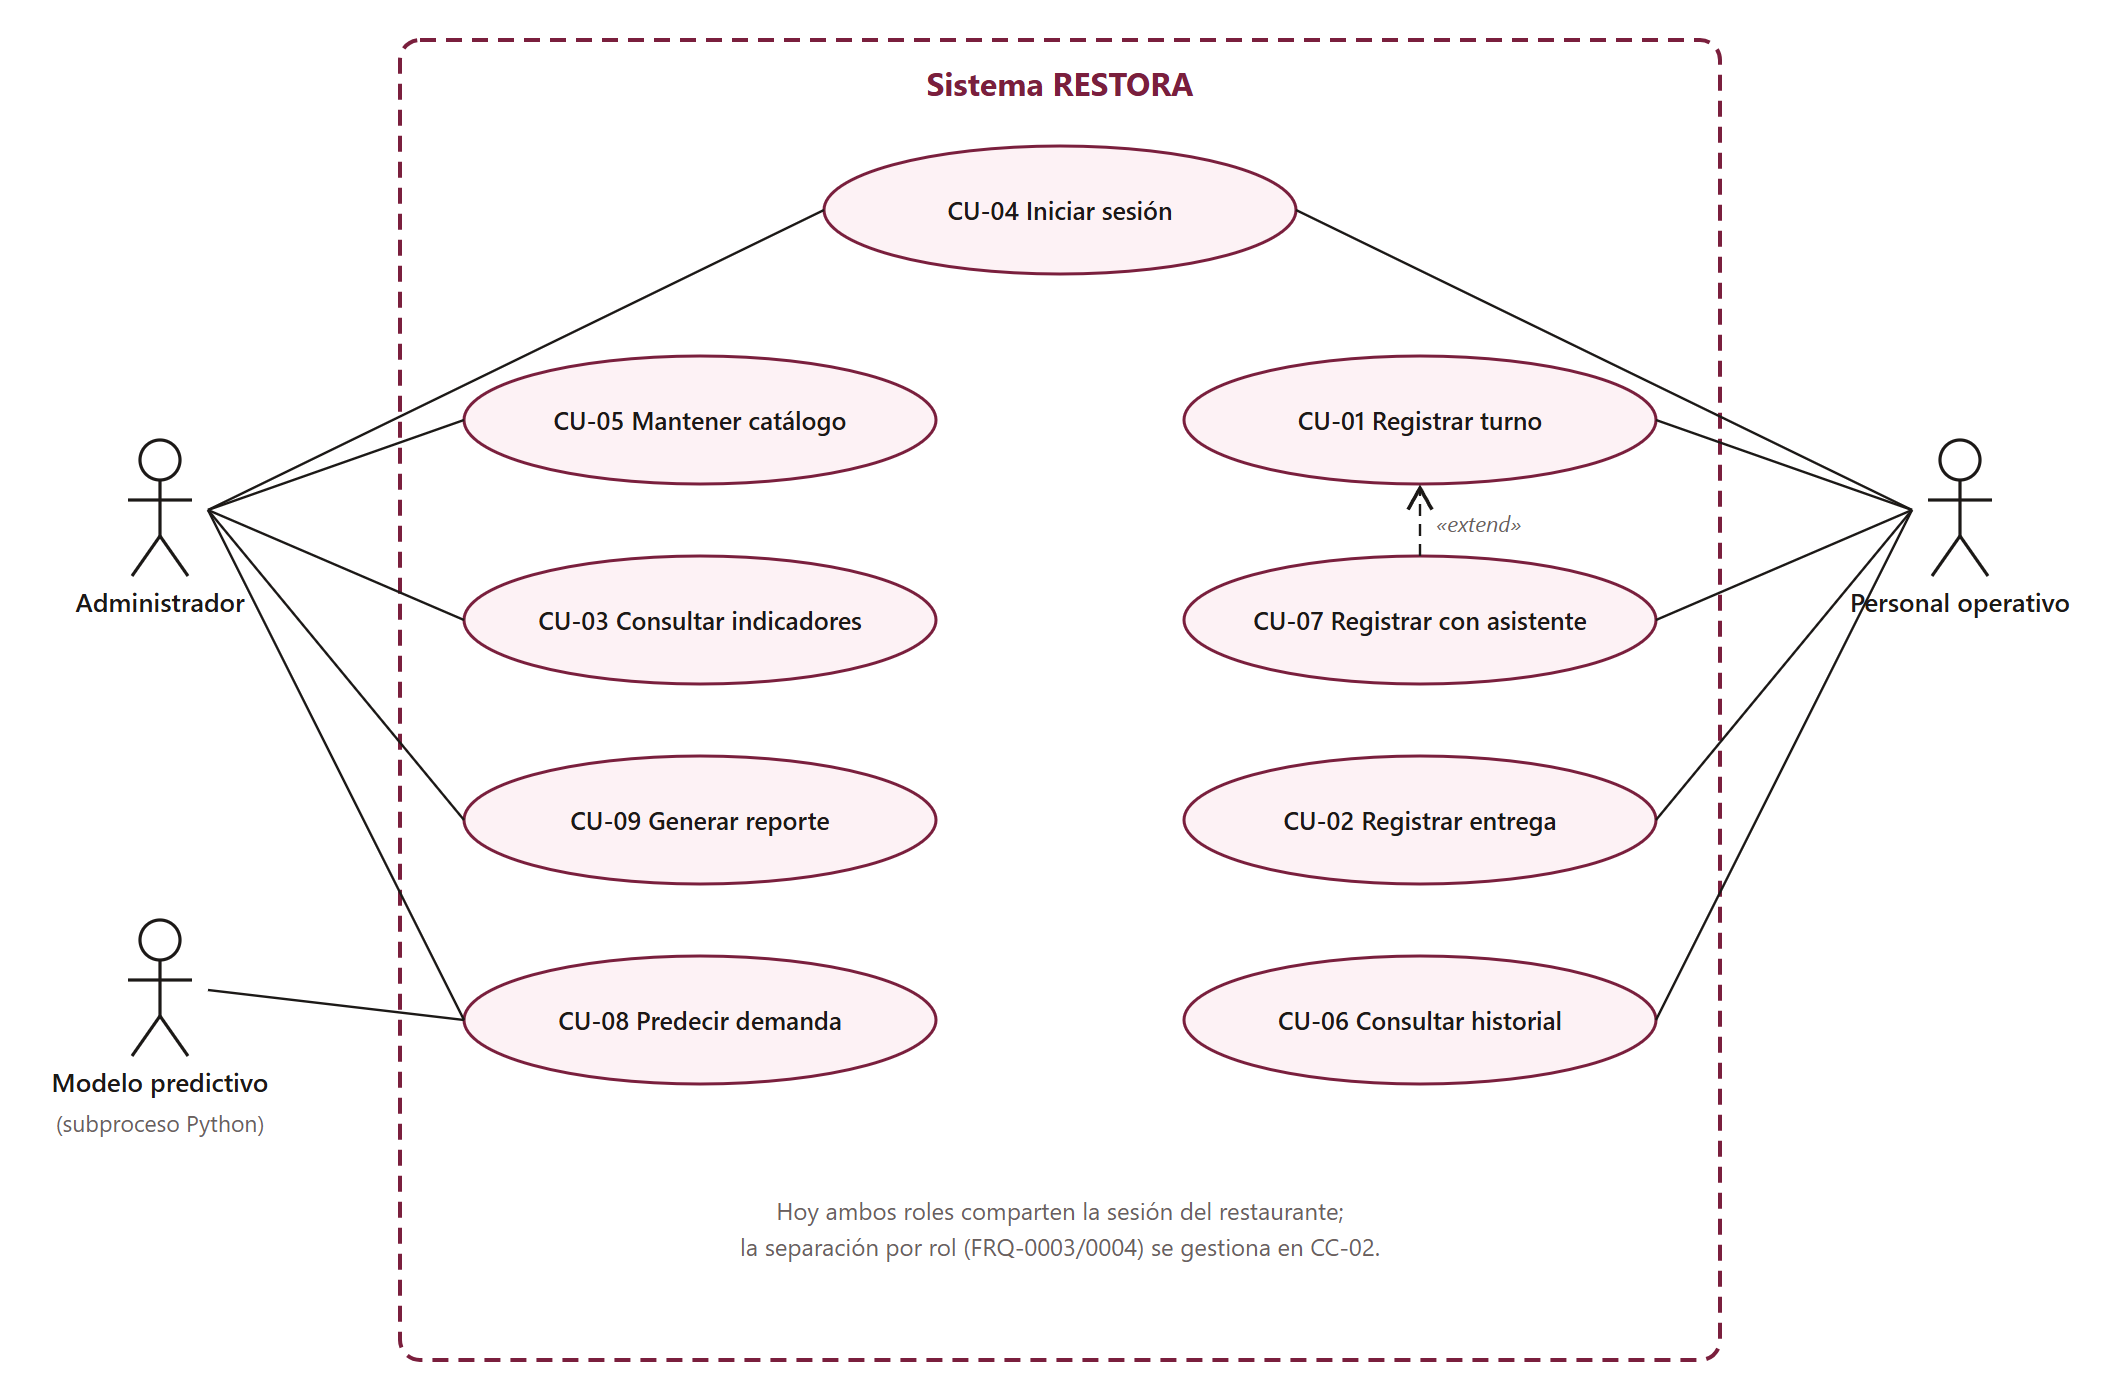 Sistema RESTORA
CU-04 Iniciar sesión
CU-05 Mantener catálogo
CU-01 Registrar turno
«extend»
Administrador
CU-03 Consultar indicadores
CU-07 Registrar con asistente
Personal operativo
CU-09 Generar reporte
CU-02 Registrar entrega
CU-08 Predecir demanda
CU-06 Consultar historial
Modelo predictivo
(subproceso Python)
Hoy ambos roles comparten la sesión del restaurante;
la separación por rol (FRQ-0003/0004) se gestiona en CC-02.